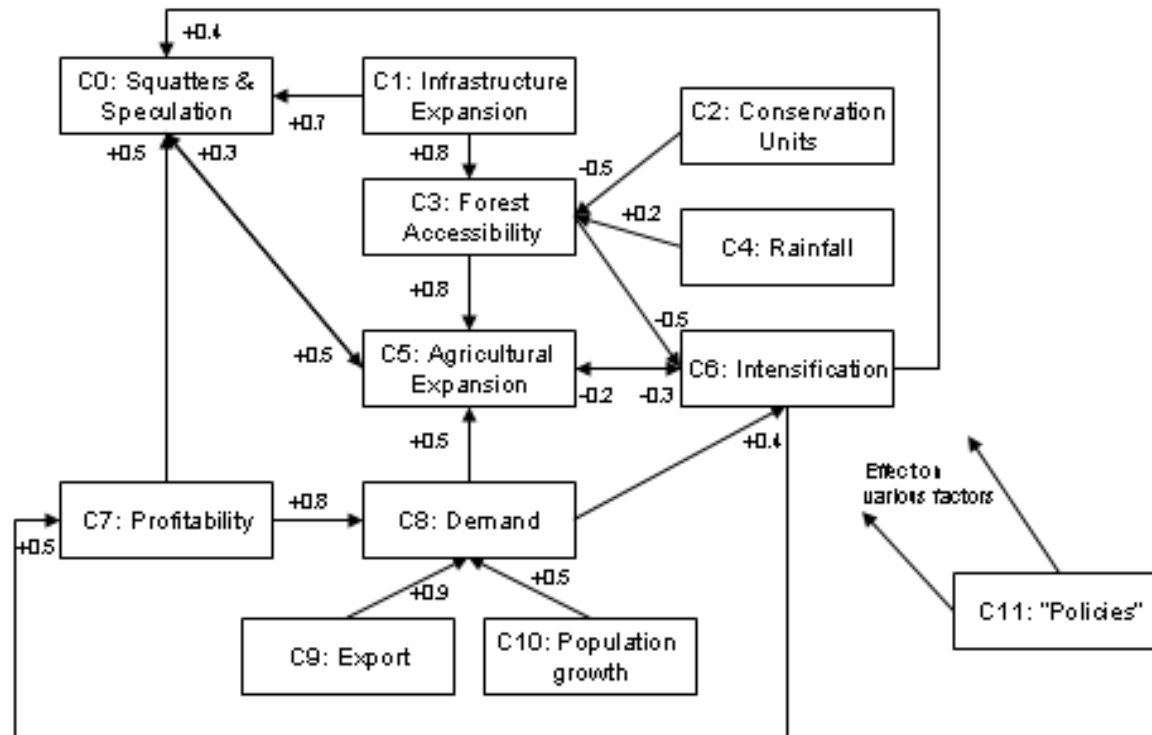 +0.4
C0: Squatters &
Speculation
C1: Infrastructure
Expansion
C2: Conservation
Units
+0.7
+0.5
+0.3
+0.8
-0.5
C3: Forest
Accessibility
+0.2
C4: Rainfall
+0.8
-0.5
+0.5
C5: Agricultural
Expansion
C6: Intensification
-0.2
-0.3
+0.5
+0.4
Effect on
various factors
C7: Profitability
+0.8
C8: Demand
+0.5
+0.9
+0.5
C9: Export
C10: Population
growth
C11: "Policies"